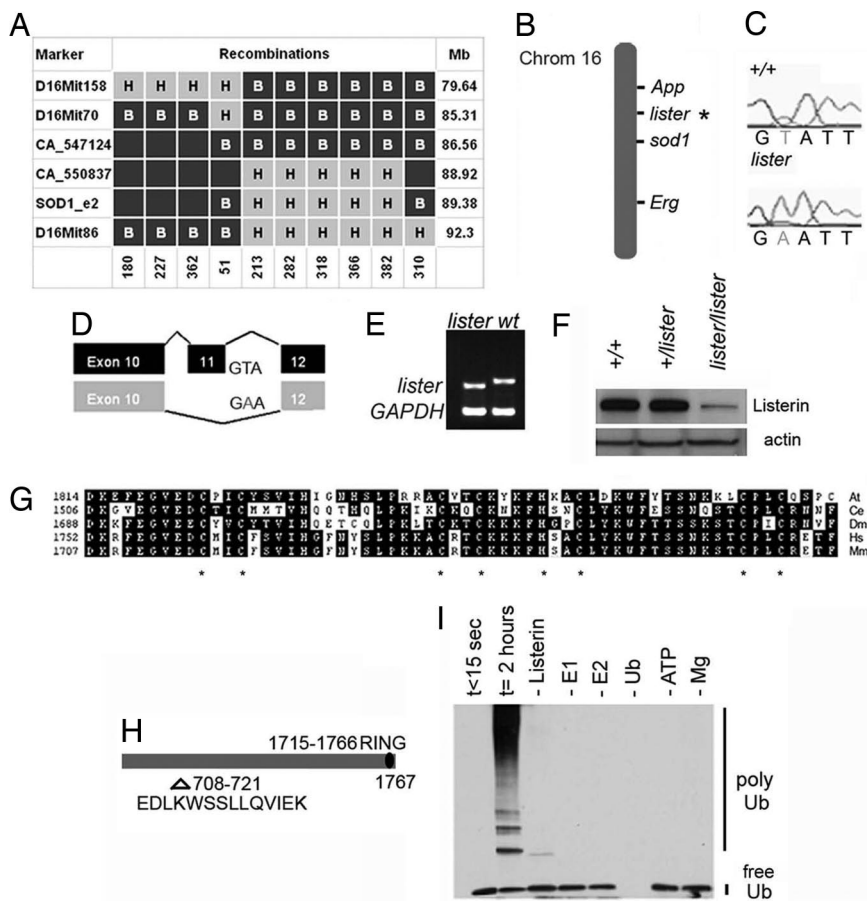 A
Marker Recombinations Mb
D16Mit158 H H H H B B B B B B 79.64
D16Mit70 B B B H B B B B B B 85.31
CA_547124 B B B B B B B 86.56
CA_550837 H H H H H 88.92
SOD1_e2 B H H H H H B 89.38
D16Mit86 B B B B H H H H H H 92.3
180 227 362 51 213 282 318 366 382 310
B
Chrom 16
App
lister *
sod1
Erg
C
+/+
G T A T T
lister
G A A T T
D
Exon 10 11 GTA 12
Exon 10 GAA 12
E
lister wt
lister
GAPDH
F
+/+ +/lister lister/lister
Listerin
actin
G
1814 At
1506 Ce
1688 Dm
1752 Hs
1707 Mm
* * * * * * * *
H
1715-1766 RING
1767
△708-721
EDLKWSSLLQVIEK
I
t<15 sec
t= 2 hours
- Listerin
- E1
- E2
- Ub
- ATP
- Mg
poly
Ub
free
Ub